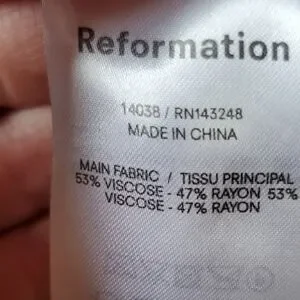 Reformation
14038 / RN143248
MADE IN CHINA
MAIN FABRIC / TISSU PRINCIPAL
53% VISCOSE - 47% RAYON 53%
VISCOSE - 47% RAYON